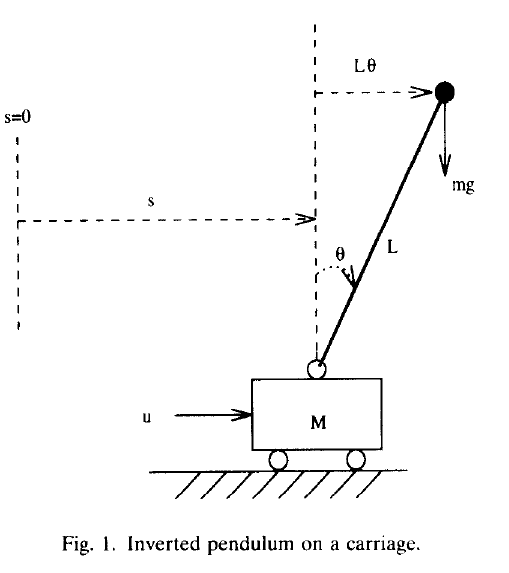 Lθ
s=0
mg
s
θ
L
u
M
Fig. 1. Inverted pendulum on a carriage.